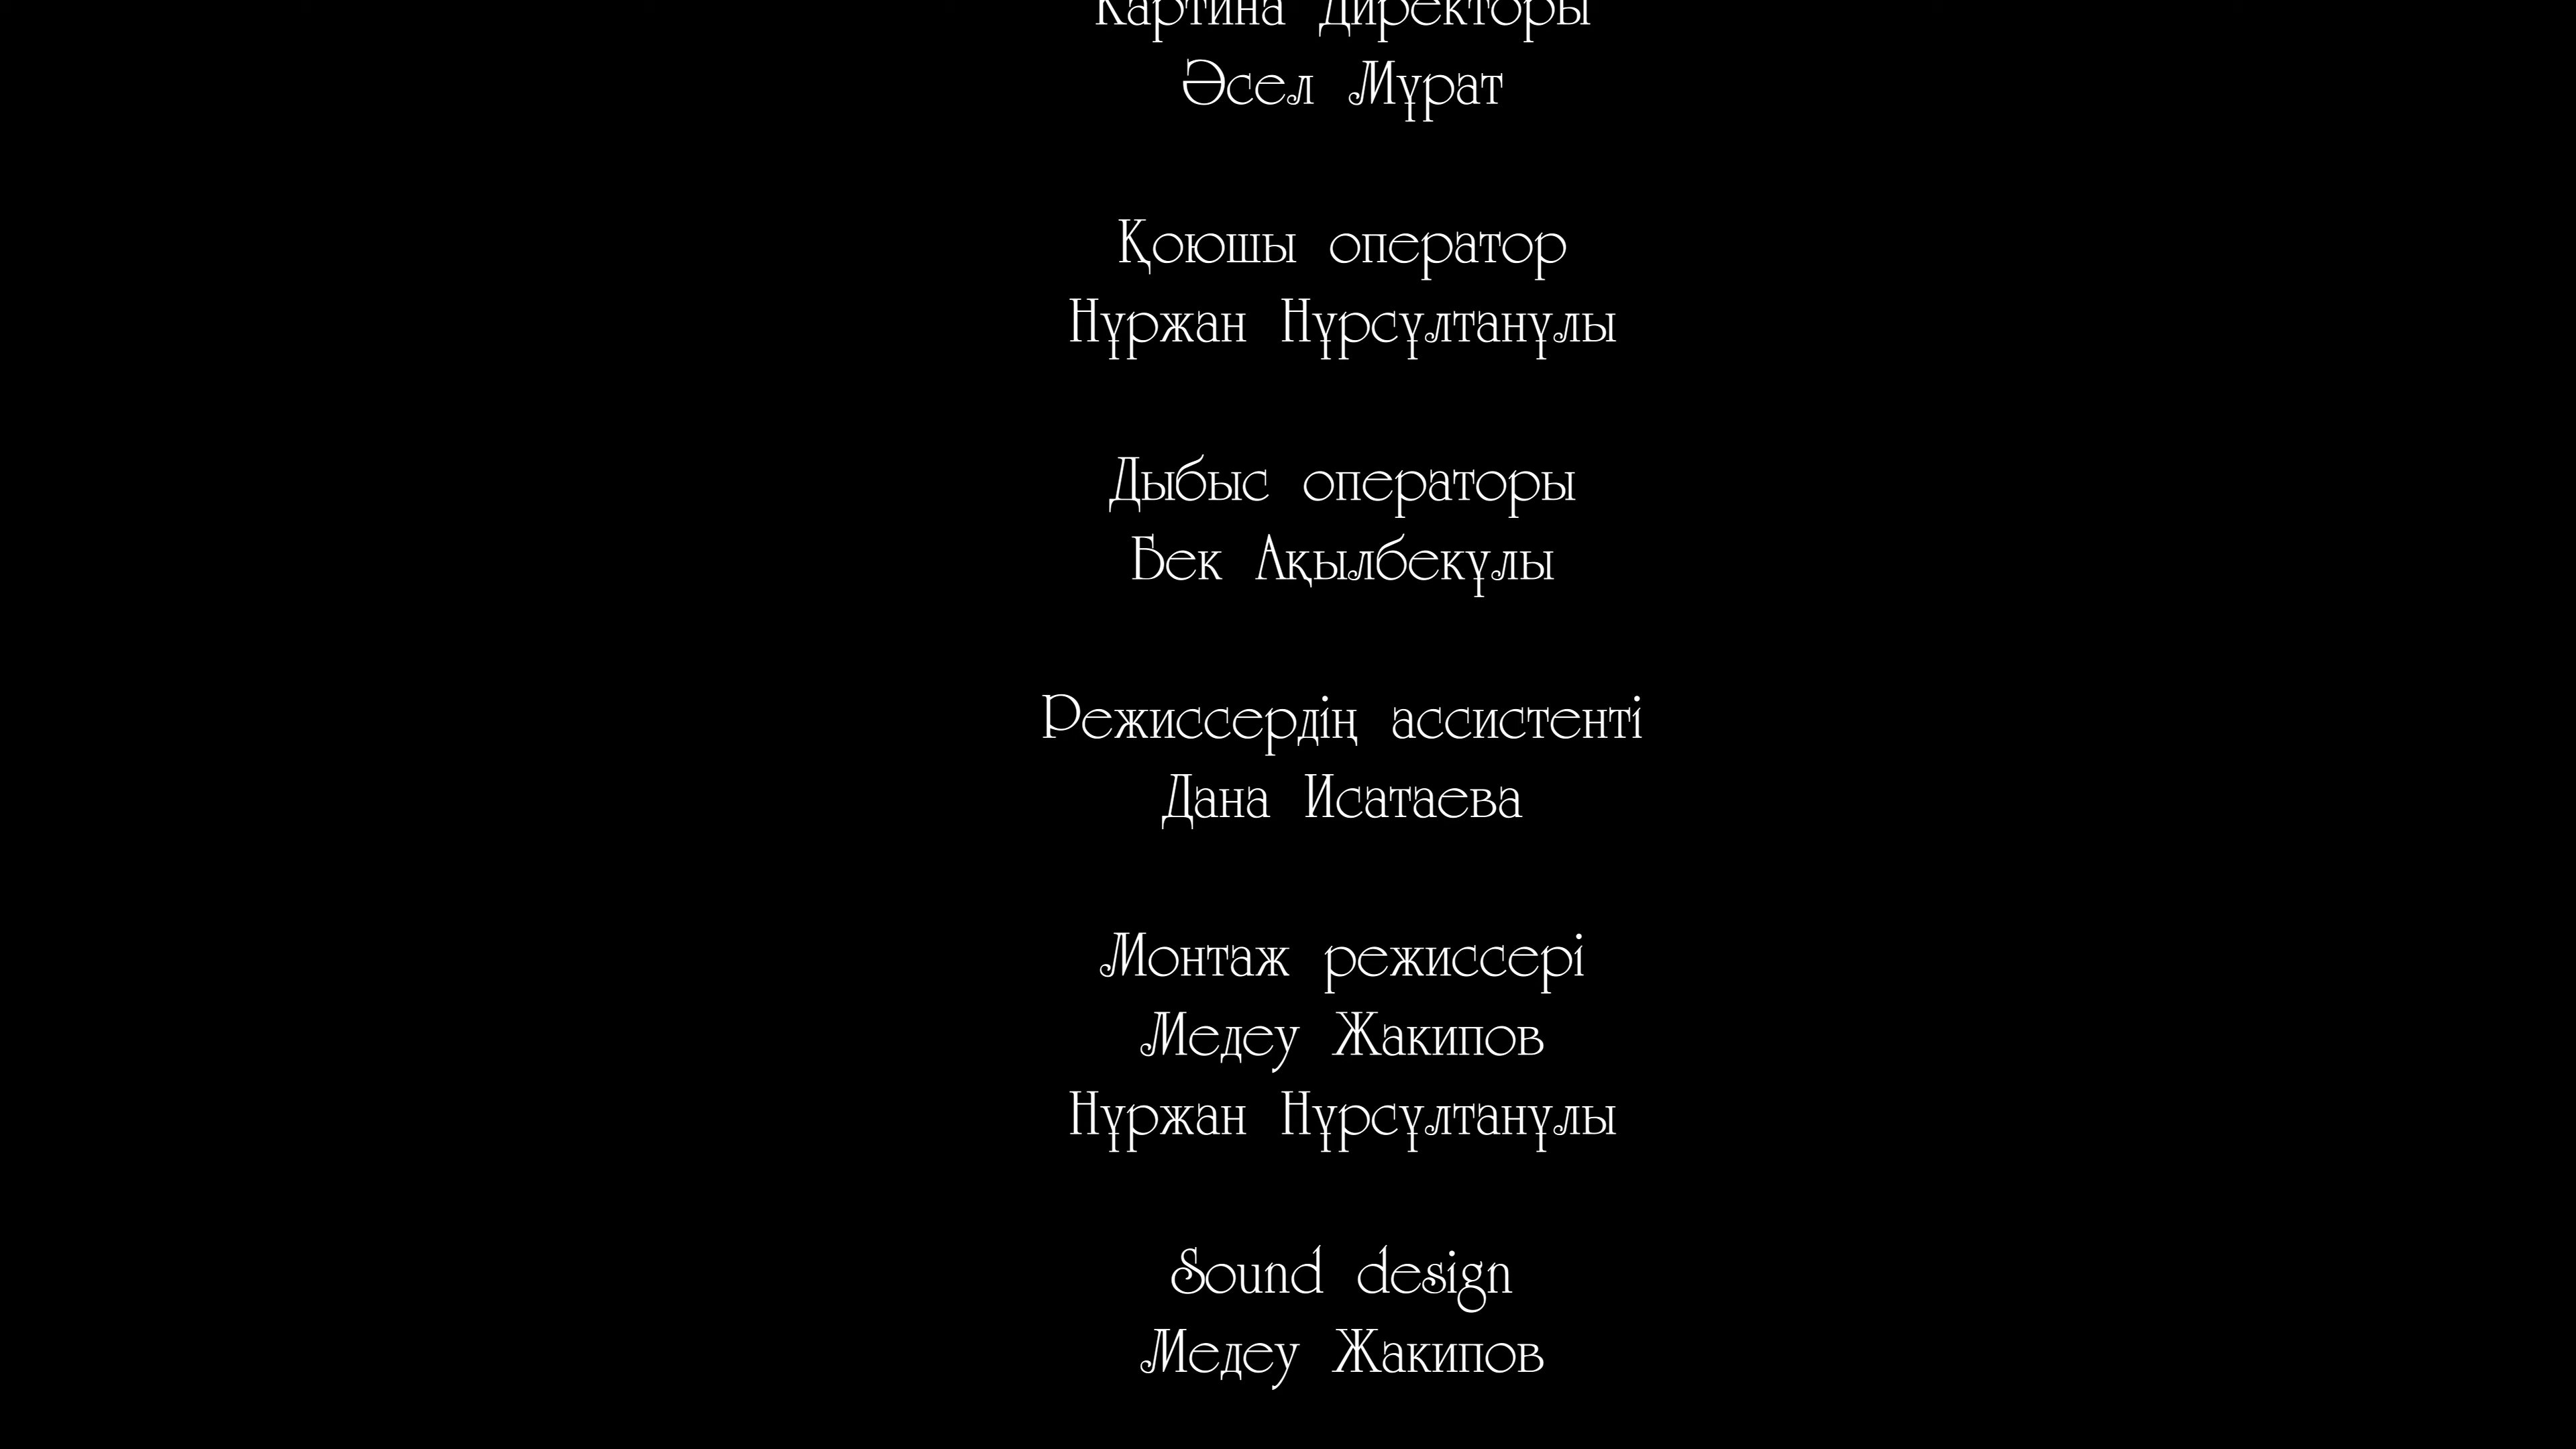 Картина Директоры
Әсел Мұрат
Қоюшы оператор
Нұржан Нұрсұлтанұлы
Дыбыс операторы
Бек Ақылбекұлы
Режиссердің ассистенті
Дана Исатаева
Монтаж режиссері
Медеу Жакипов
Нұржан Нұрсұлтанұлы
Sound design
Медеу Жакипов